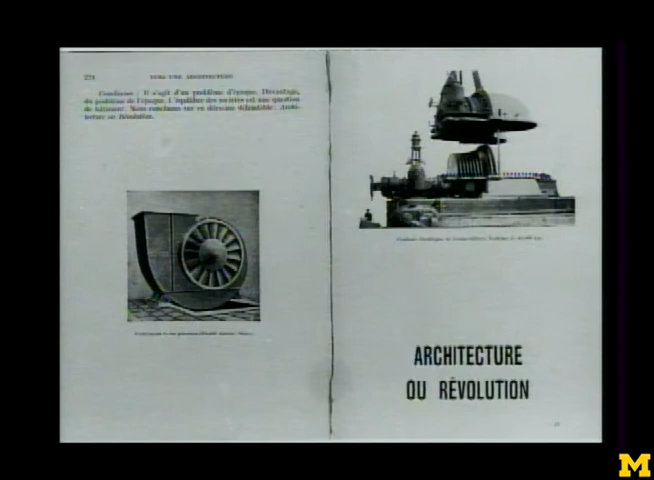 224
VERS UNE ARCHITECTURE
Conclusion : Il s'agit d'un problème d'époque. Davantage,
du problème de l'époque. L'équilibre des sociétés est une question
de bâtiment. Nous concluons sur ce dilemme défendable : Archi-
tecture ou Révolution.
ARCHITECTURE
OU RÉVOLUTION
M